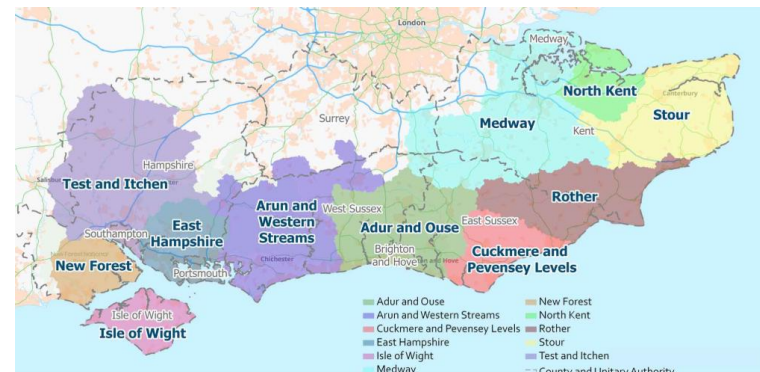 London
Medway
North Kent
Canterbury
Surrey
Medway
Stour
Kent
Hampshire
Test and Itchen
Rother
Arun and
Western
Streams
West Sussex
East
Hampshire
East Sussex
Adur and Ouse
Southampton
Cuckmere and
Pevensey Levels
Brighton
and Hove
New Forest
Chichester
Portsmouth
Isle of Wight
Isle of Wight
Adur and Ouse
Arun and Western Streams
Cuckmere and Pevensey Levels
East Hampshire
Isle of Wight
Medway
New Forest
North Kent
Rother
Stour
Test and Itchen
County and Unitary Authority